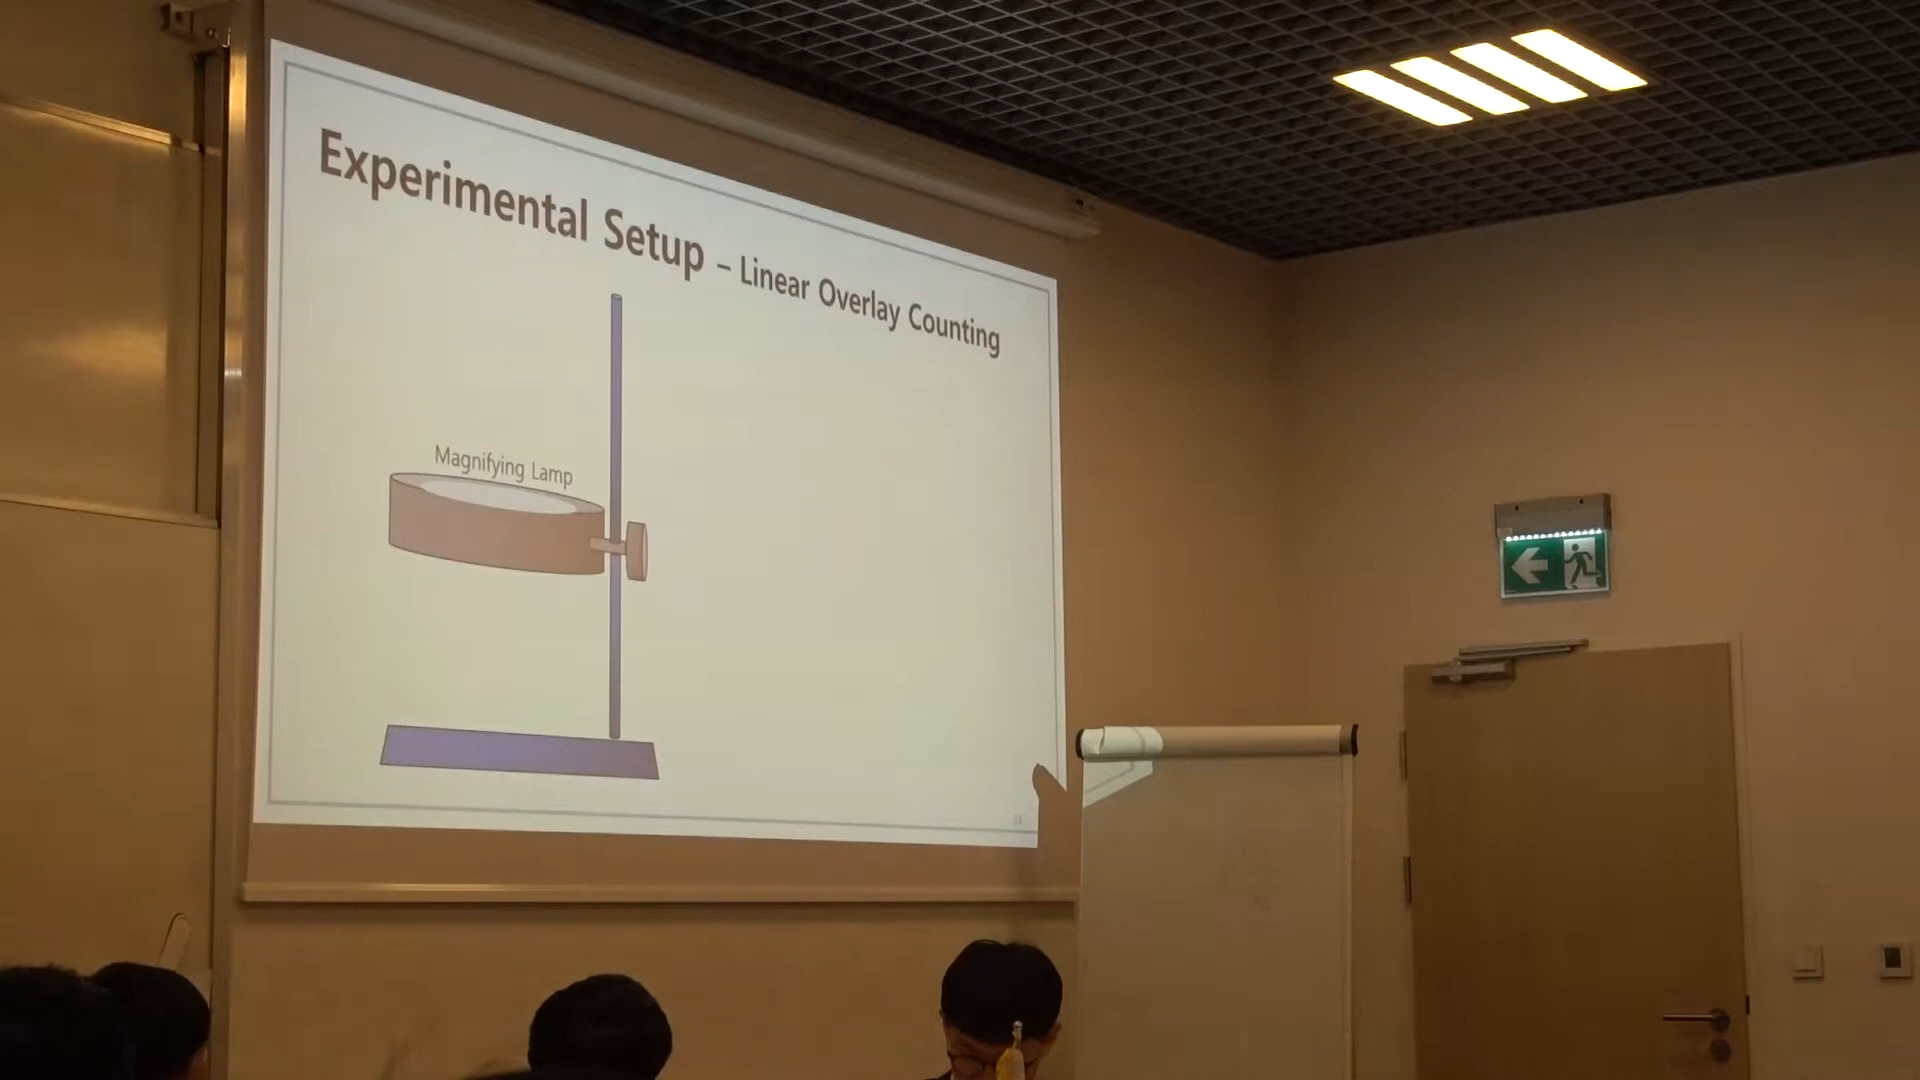 Experimental Setup – Linear Overlay Counting
Magnifying Lamp